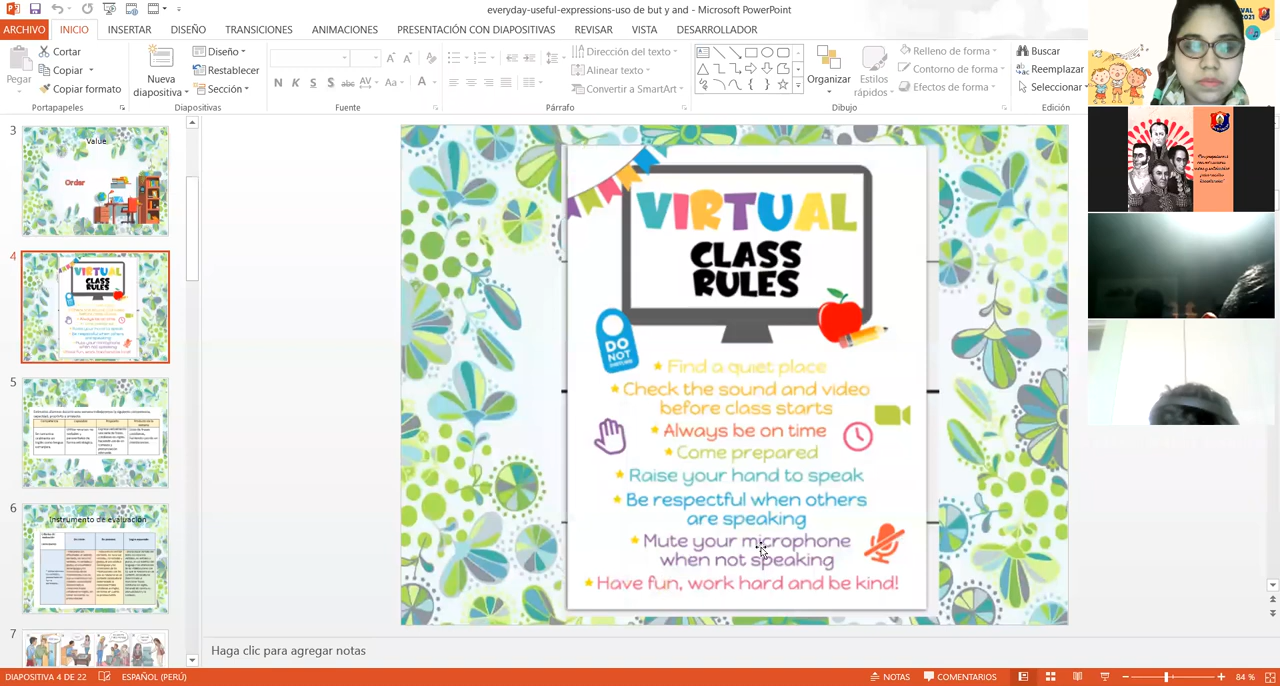 everyday-useful-expressions-uso de but y and - Microsoft PowerPoint
ARCHIVO
INICIO
INSERTAR
DISEÑO
TRANSICIONES
ANIMACIONES
PRESENTACIÓN CON DIAPOSITIVAS
REVISAR
VISTA
DESARROLLADOR
Pegar
Cortar
Copiar
Copiar formato
Portapapeles
Nueva
diapositiva
Diseño
Restablecer
Sección
Diapositivas
N K S S abc AV Aa A
Fuente
Dirección del texto
Alinear texto
Convertir a SmartArt
Párrafo
Organizar
Estilos
rápidos
Relleno de forma
Contorno de forma
Efectos de forma
Dibujo
Buscar
Reemplazar
Seleccionar
Edición
3
Value
Order
4
VIRTUAL
CLASS
RULES
5
6
Instrumento de evaluación
7
VIRTUAL
CLASS
RULES
DO
NOT
DISTURB
Find a quiet place
Check the sound and video
before class starts
Always be on time
Come prepared
Raise your hand to speak
Be respectful when others
are speaking
Mute your microphone
when not speaking
Have fun, work hard and be kind!
Haga clic para agregar notas
DIAPOSITIVA 4 DE 22
ESPAÑOL (PERÚ)
NOTAS
COMENTARIOS
84 %